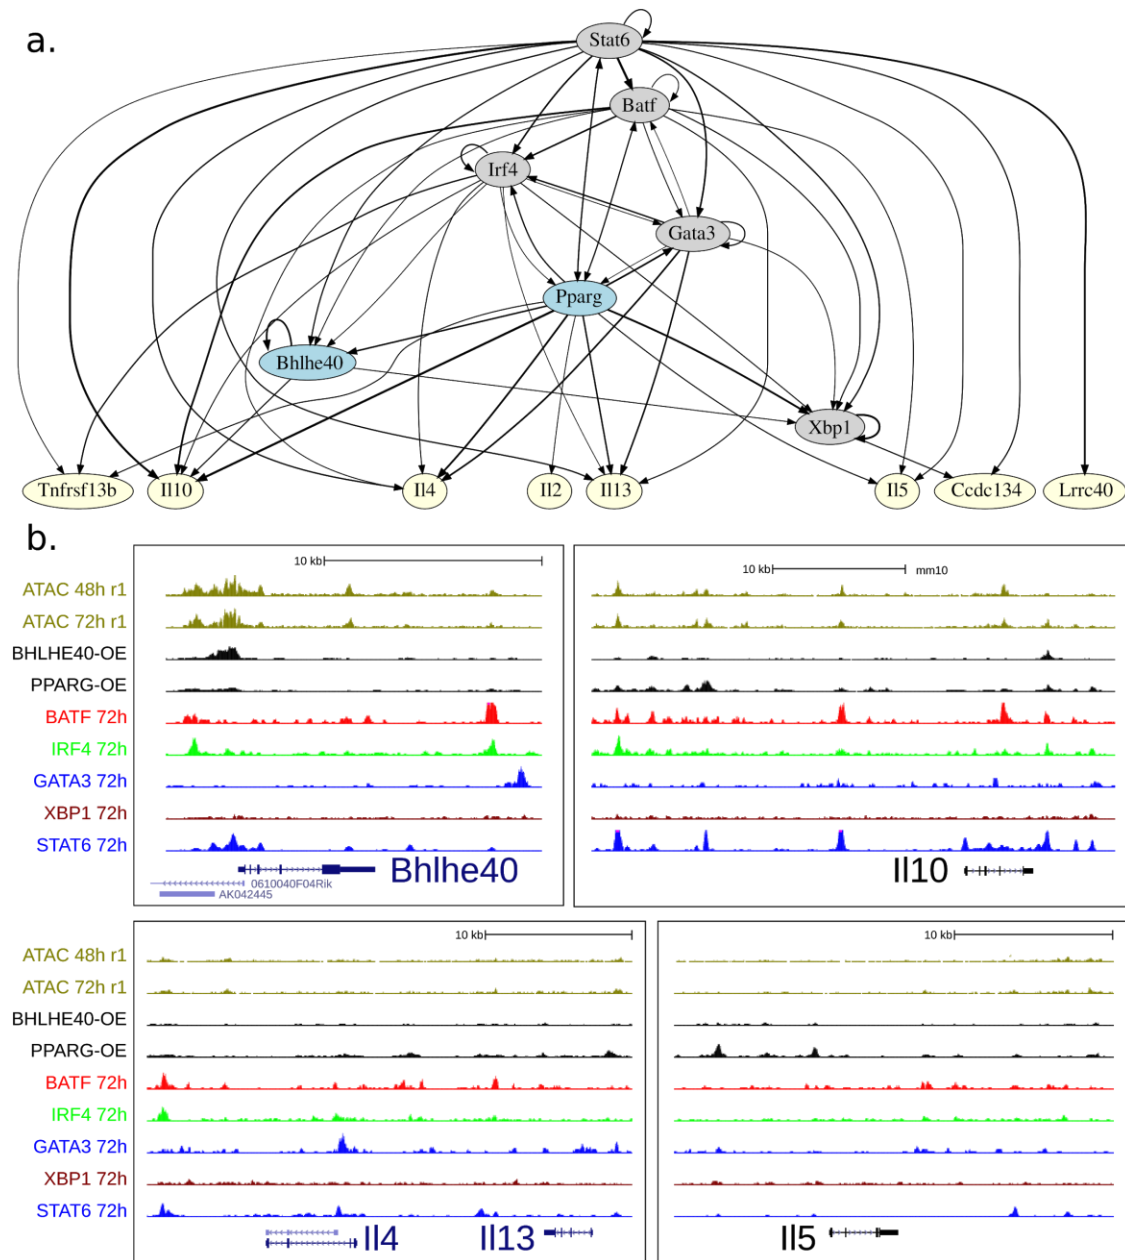 a.
Stat6
Batf
Irf4
Gata3
Pparg
Bhlhe40
Xbp1
Tnfrsf13b Il10 Il4 Il2 Il13 Il5 Ccdc134 Lrrc40
b.
10 kb
10 kb mm10
ATAC 48h r1
ATAC 72h r1
BHLHE40-OE
PPARG-OE
BATF 72h
IRF4 72h
GATA3 72h
XBP1 72h
STAT6 72h
Bhlhe40
0610040F04Rik
AK042445
Il10
10 kb
10 kb
ATAC 48h r1
ATAC 72h r1
BHLHE40-OE
PPARG-OE
BATF 72h
IRF4 72h
GATA3 72h
XBP1 72h
STAT6 72h
Il4 Il13 Il5